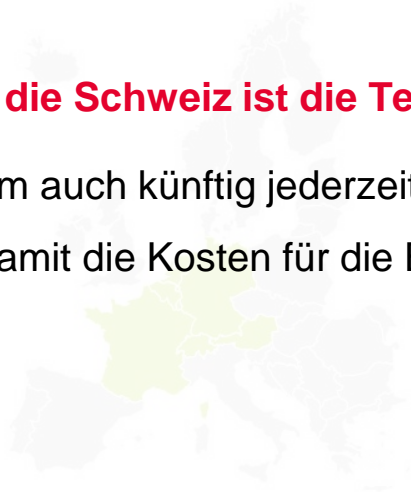 die Schweiz ist die Te
m auch künftig jederzeit
amit die Kosten für die